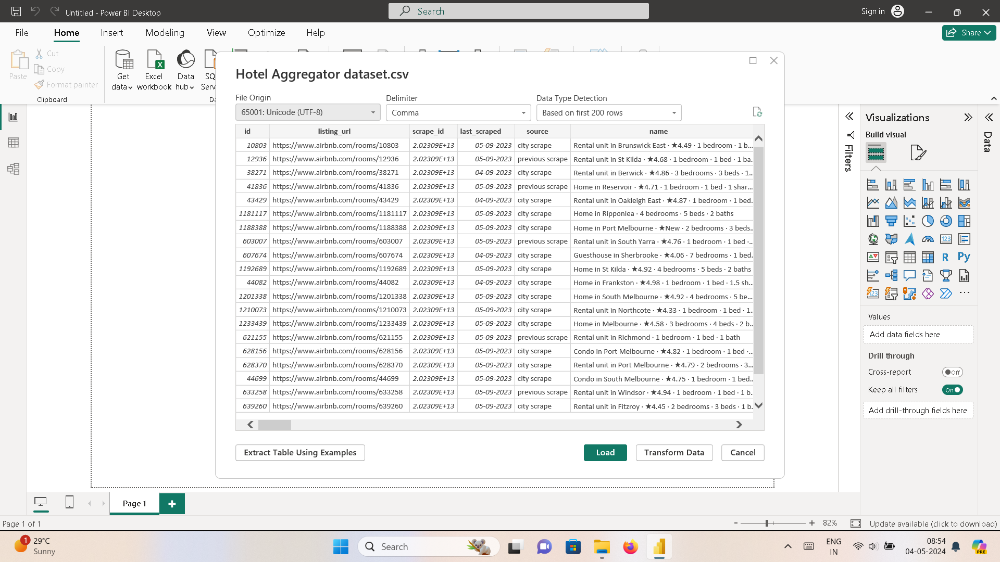 Untitled - Power BI Desktop
Search
Sign in
File
Home
Insert
Modeling
View
Optimize
Help
Share
Paste
Cut
Copy
Format painter
Clipboard
Get data
Excel workbook
Data hub
Hotel Aggregator dataset.csv
File Origin
Delimiter
Data Type Detection
65001: Unicode (UTF-8)
Comma
Based on first 200 rows
id listing_url scrape_id last_scraped source name
10803 https://www.airbnb.com/rooms/10803 2.02309E+13 05-09-2023 city scrape Rental unit in Brunswick East · ★4.49 · 1 bedroom · 1 b...
12936 https://www.airbnb.com/rooms/12936 2.02309E+13 05-09-2023 previous scrape Rental unit in St Kilda · ★4.68 · 1 bedroom · 1 bed · 1 ba...
38271 https://www.airbnb.com/rooms/38271 2.02309E+13 04-09-2023 city scrape Rental unit in Berwick · ★4.86 · 3 bedrooms · 3 beds · 1...
41836 https://www.airbnb.com/rooms/41836 2.02309E+13 05-09-2023 previous scrape Home in Reservoir · ★4.71 · 1 bedroom · 1 bed · 1 shar...
43429 https://www.airbnb.com/rooms/43429 2.02309E+13 04-09-2023 city scrape Rental unit in Oakleigh East · ★4.87 · 1 bedroom · 1 bed...
1181117 https://www.airbnb.com/rooms/1181117 2.02309E+13 05-09-2023 city scrape Home in Ripponlea · 4 bedrooms · 5 beds · 2 baths
1188388 https://www.airbnb.com/rooms/1188388 2.02309E+13 05-09-2023 city scrape Home in Port Melbourne · ★New · 2 bedrooms · 3 beds...
603007 https://www.airbnb.com/rooms/603007 2.02309E+13 05-09-2023 previous scrape Rental unit in South Yarra · ★4.76 · 1 bedroom · 1 bed ·...
607674 https://www.airbnb.com/rooms/607674 2.02309E+13 04-09-2023 city scrape Guesthouse in Sherbrooke · ★4.06 · 7 bedrooms · 1 bed...
1192689 https://www.airbnb.com/rooms/1192689 2.02309E+13 05-09-2023 city scrape Home in St Kilda · ★4.92 · 4 bedrooms · 5 beds · 2 baths
44082 https://www.airbnb.com/rooms/44082 2.02309E+13 04-09-2023 city scrape Home in Frankston · ★4.98 · 1 bedroom · 1 bed · 1.5 sh...
1201338 https://www.airbnb.com/rooms/1201338 2.02309E+13 05-09-2023 city scrape Home in South Melbourne · ★4.92 · 4 bedrooms · 5 be...
1210073 https://www.airbnb.com/rooms/1210073 2.02309E+13 05-09-2023 city scrape Rental unit in Northcote · ★4.33 · 1 bedroom · 1 bed · 1...
1233439 https://www.airbnb.com/rooms/1233439 2.02309E+13 05-09-2023 city scrape Home in Melbourne · ★4.58 · 3 bedrooms · 4 beds · 2 b...
621155 https://www.airbnb.com/rooms/621155 2.02309E+13 05-09-2023 previous scrape Rental unit in Richmond · 1 bedroom · 1 bed · 1 bath
628156 https://www.airbnb.com/rooms/628156 2.02309E+13 05-09-2023 city scrape Condo in Port Melbourne · ★4.82 · 1 bedroom · 1 bed ·...
628370 https://www.airbnb.com/rooms/628370 2.02309E+13 05-09-2023 city scrape Rental unit in Port Melbourne · ★4.79 · 2 bedrooms · 3...
44699 https://www.airbnb.com/rooms/44699 2.02309E+13 05-09-2023 city scrape Condo in South Melbourne · ★4.75 · 1 bedroom · 1 bed...
633258 https://www.airbnb.com/rooms/633258 2.02309E+13 05-09-2023 previous scrape Rental unit in Windsor · ★4.94 · 1 bedroom · 1 bed · 1 b...
639260 https://www.airbnb.com/rooms/639260 2.02309E+13 05-09-2023 city scrape Rental unit in Fitzroy · ★4.45 · 2 bedrooms · 3 beds · 1 b...
Extract Table Using Examples
Load
Transform Data
Cancel
Filters
Visualizations
Build visual
123
R
Py
123
Values
Add data fields here
Drill through
Cross-report
Off
Keep all filters
On
Add drill-through fields here
Data
Page 1
Page 1 of 1
82%
Update available (click to download)
1
29°C
Sunny
Search
ENG
IN
08:54
04-05-2024
PRE